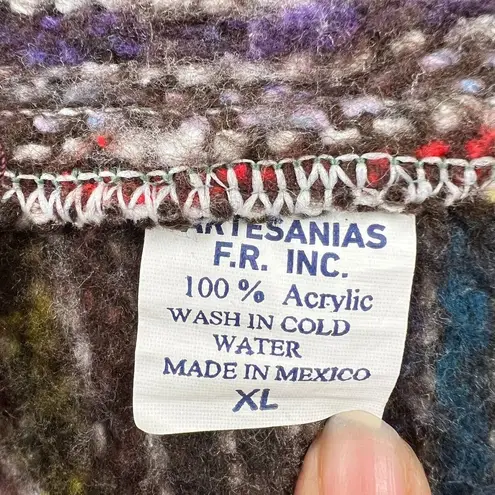 ARTESANIAS
F.R. INC.
100 % Acrylic
WASH IN COLD
WATER
MADE IN MEXICO
XL